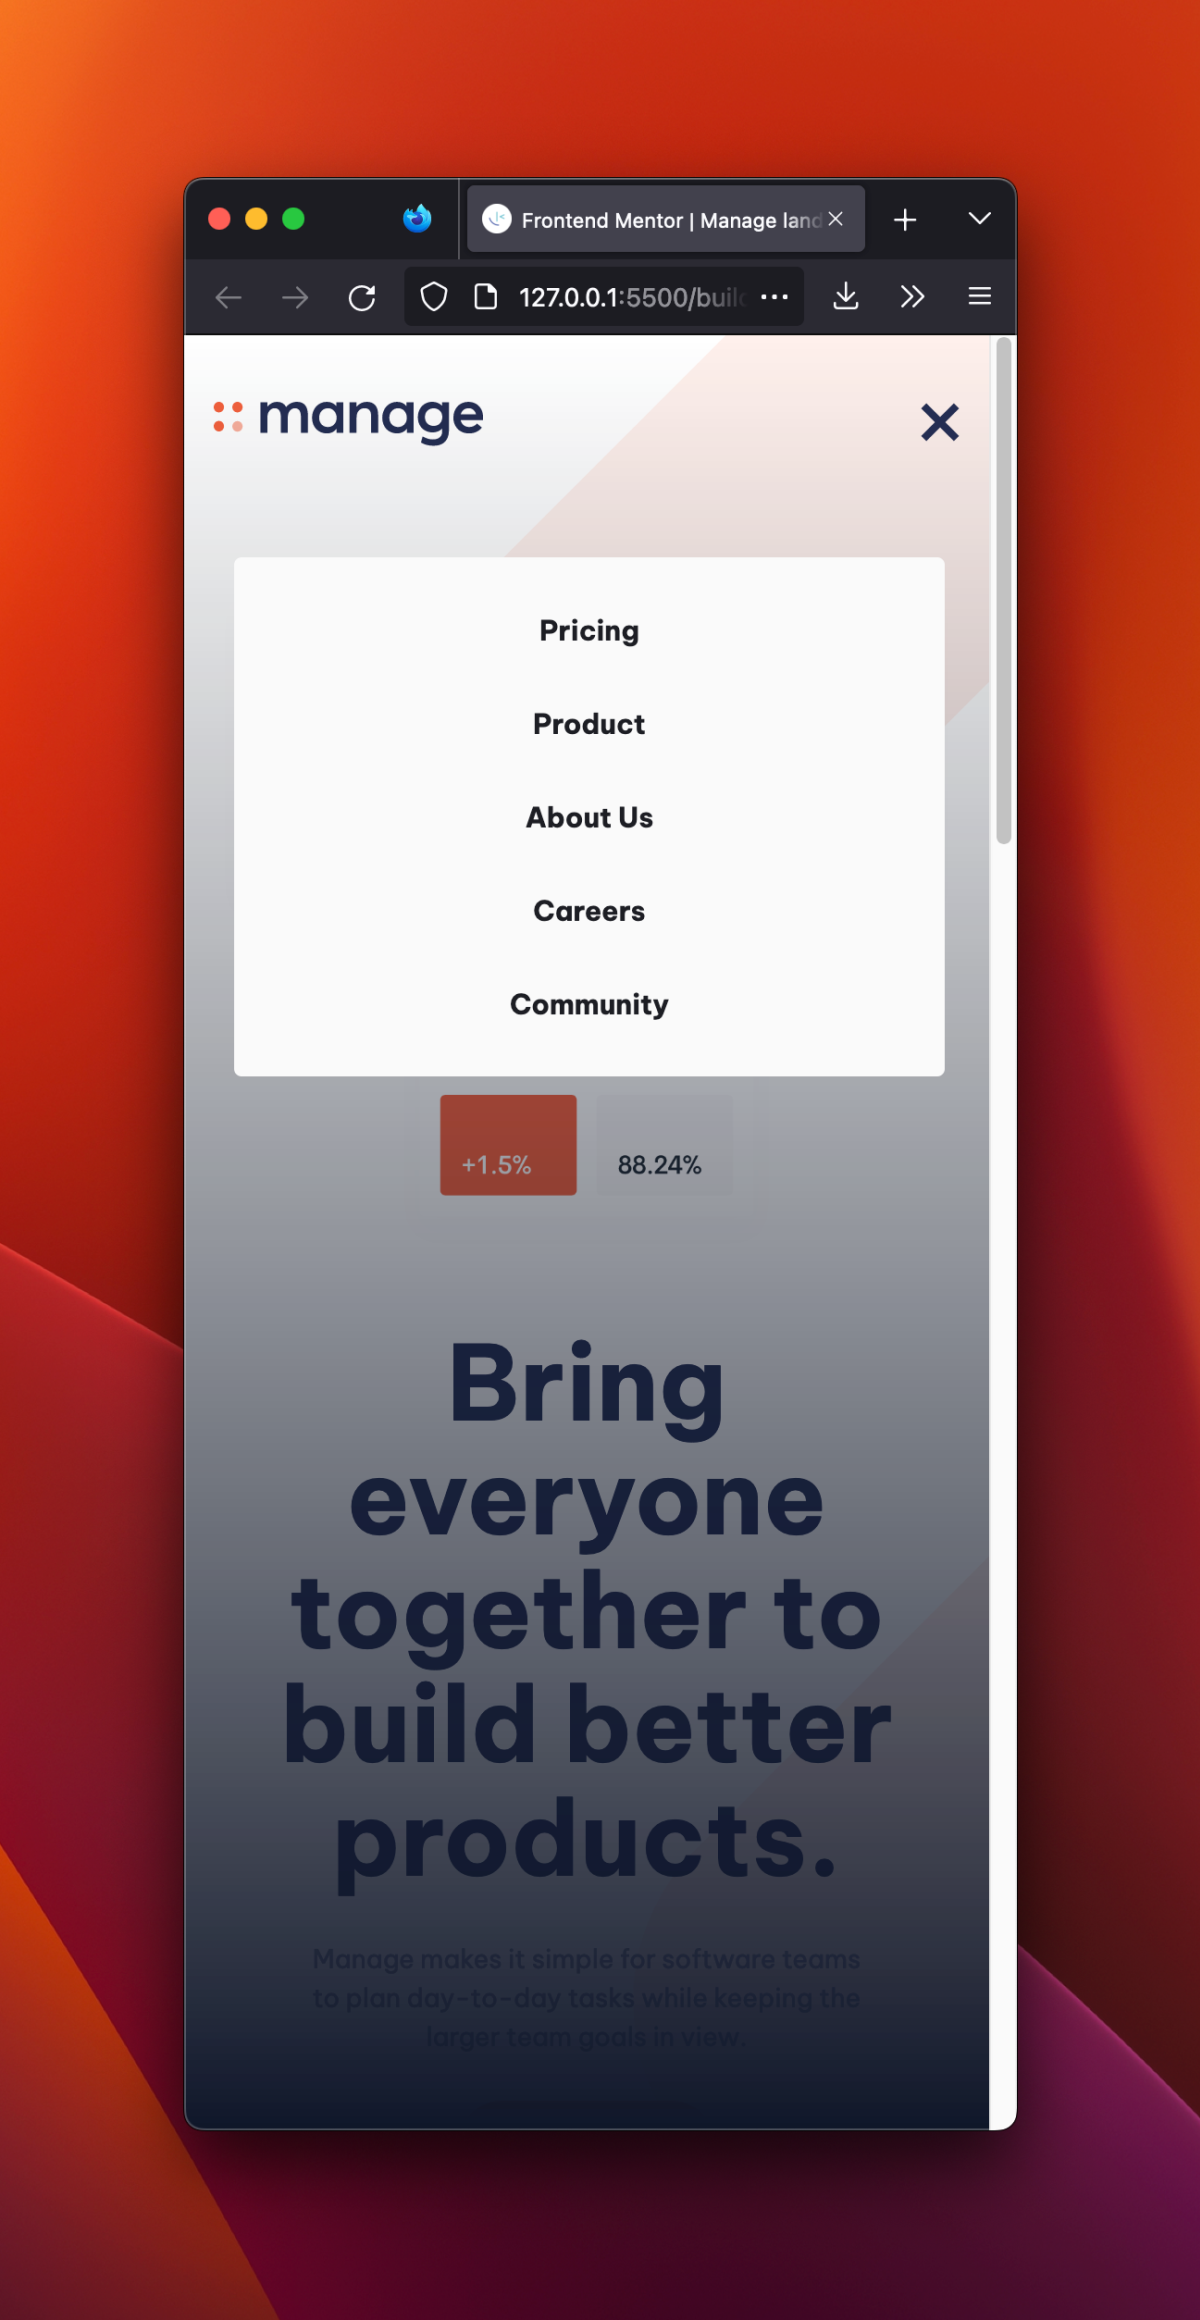 Frontend Mentor | Manage land
127.0.0.1:5500/build
manage
Pricing
Product
About Us
Careers
Community
+1.5%
88.24%
Bring
everyone
together to
build better
products.
Manage makes it simple for software teams
to plan day-to-day tasks while keeping the
larger team goals in view.